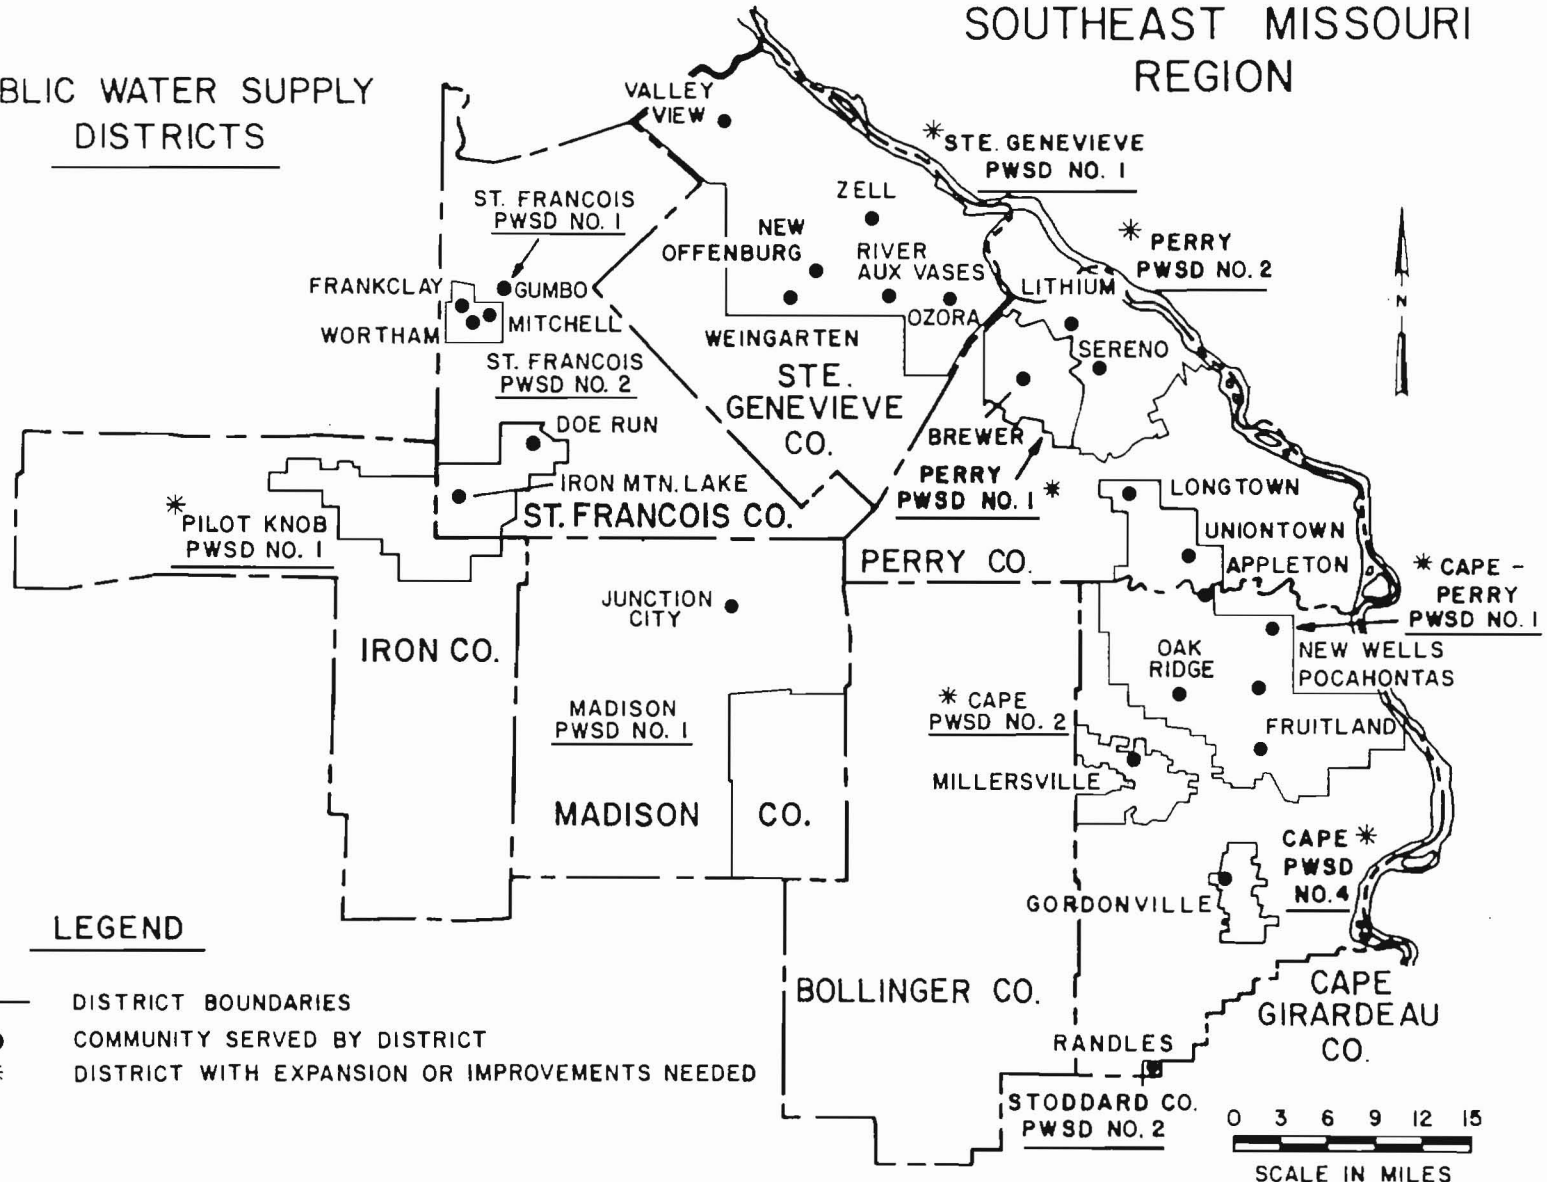 SOUTHEAST MISSOURI
REGION
BLIC WATER SUPPLY
DISTRICTS
VALLEY
VIEW
* STE. GENEVIEVE
PWSD NO. 1
ST. FRANCOIS
PWSD NO. 1
ZELL
NEW
OFFENBURG
RIVER
AUX VASES
* PERRY
PWSD NO. 2
N
FRANKCLAY
GUMBO
LITHIUM
WORTHAM
MITCHELL
OZORA
WEINGARTEN
SERENO
ST. FRANCOIS
PWSD NO. 2
STE.
GENEVIEVE
CO.
DOE RUN
BREWER
PERRY
PWSD NO. 1 *
IRON MTN. LAKE
LONGTOWN
* PILOT KNOB
PWSD NO. 1
ST. FRANCOIS CO.
UNIONTOWN
PERRY CO.
APPLETON
* CAPE -
PERRY
PWSD NO. 1
JUNCTION
CITY
IRON CO.
OAK
RIDGE
NEW WELLS
POCAHONTAS
MADISON
PWSD NO. 1
* CAPE
PWSD NO. 2
FRUITLAND
MILLERSVILLE
MADISON CO.
CAPE *
PWSD
NO. 4
GORDONVILLE
LEGEND
DISTRICT BOUNDARIES
COMMUNITY SERVED BY DISTRICT
DISTRICT WITH EXPANSION OR IMPROVEMENTS NEEDED
BOLLINGER CO.
CAPE
GIRARDEAU
CO.
RANDLES
STODDARD CO.
PWSD NO. 2
0 3 6 9 12 15
SCALE IN MILES